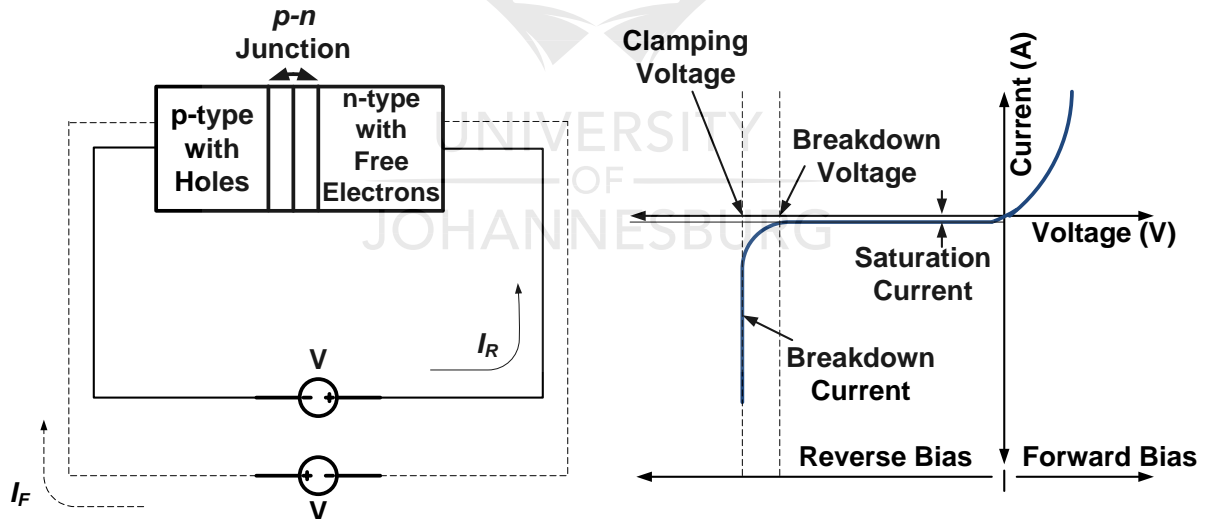 p-n
Junction
p-type
with
Holes
n-type
with
Free
Electrons
I_R
V
- +
+ -
V
I_F
UNIVERSITY
OF
JOHANNESBURG
Clamping
Voltage
Breakdown
Voltage
Current (A)
Voltage (V)
Saturation
Current
Breakdown
Current
Reverse Bias
Forward Bias